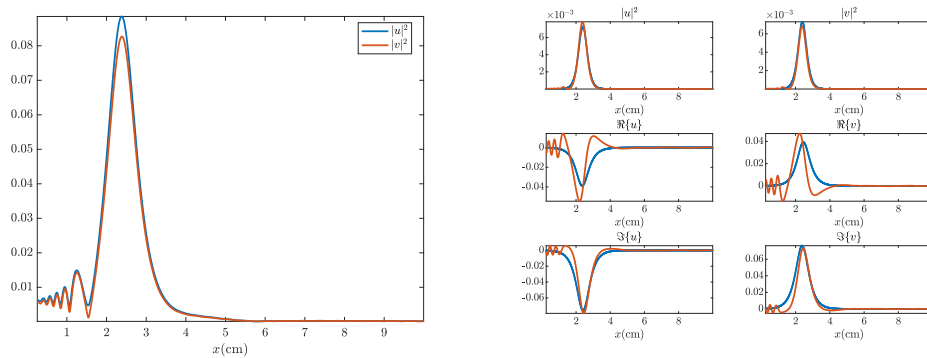 0.08
0.07
0.06
0.05
0.04
0.03
0.02
0.01
1 2 3 4 5 6 7 8 9
x(cm)
|u|²
|v|²
×10⁻³ |u|²
6
4
2
2 4 6 8
x(cm)
×10⁻³ |v|²
6
4
2
2 4 6 8
x(cm)
ℜ{u}
0
-0.02
-0.04
2 4 6 8
x(cm)
ℜ{v}
0.04
0.02
0
2 4 6 8
x(cm)
ℑ{u}
0
-0.02
-0.04
-0.06
2 4 6 8
x(cm)
ℑ{v}
0.06
0.04
0.02
0
2 4 6 8
x(cm)